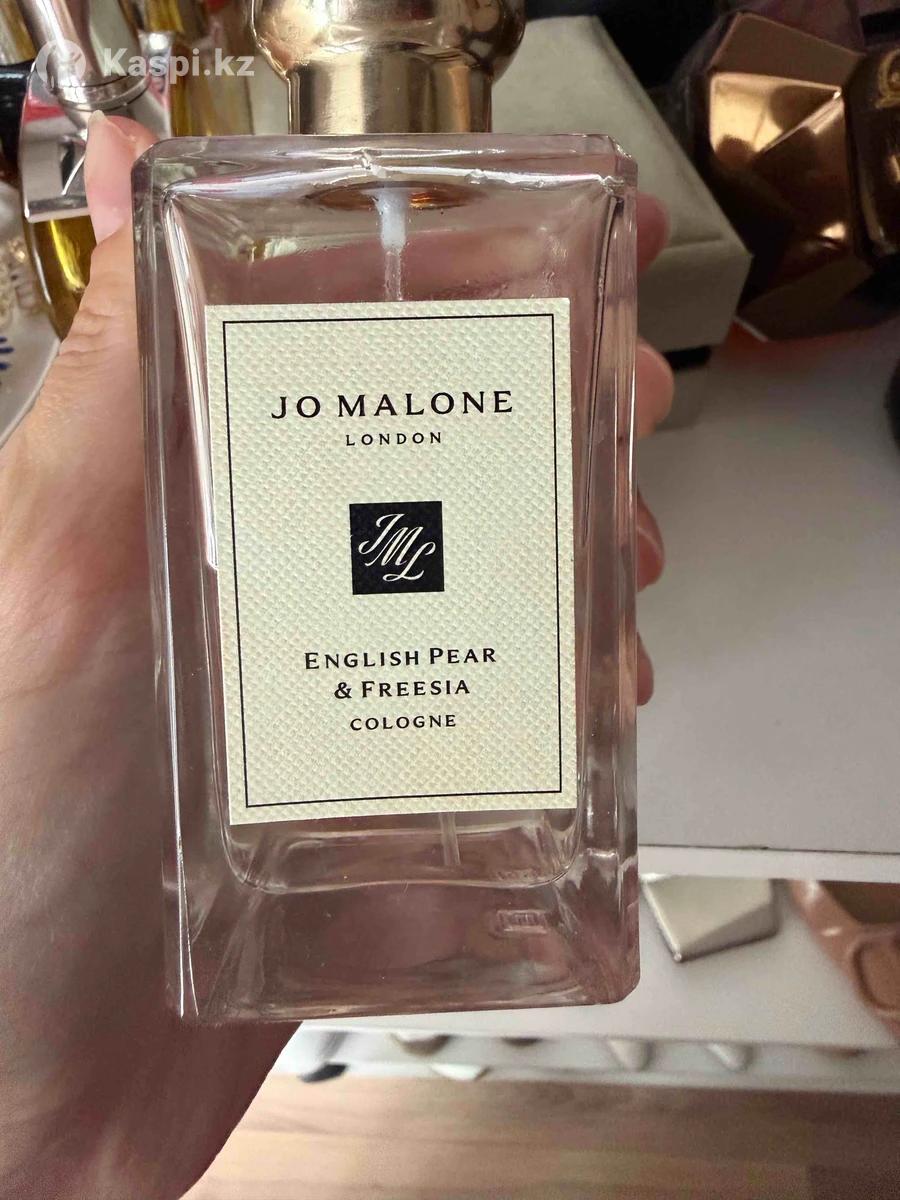 Kaspi.kz
JO MALONE
LONDON
JML
ENGLISH PEAR
& FREESIA
COLOGNE